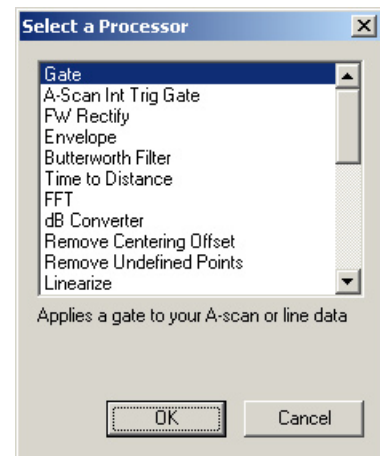 Select a Processor
Gate
A-Scan Int Trig Gate
FW Rectify
Envelope
Butterworth Filter
Time to Distance
FFT
dB Converter
Remove Centering Offset
Remove Undefined Points
Linearize
Applies a gate to your A-scan or line data
OK
Cancel